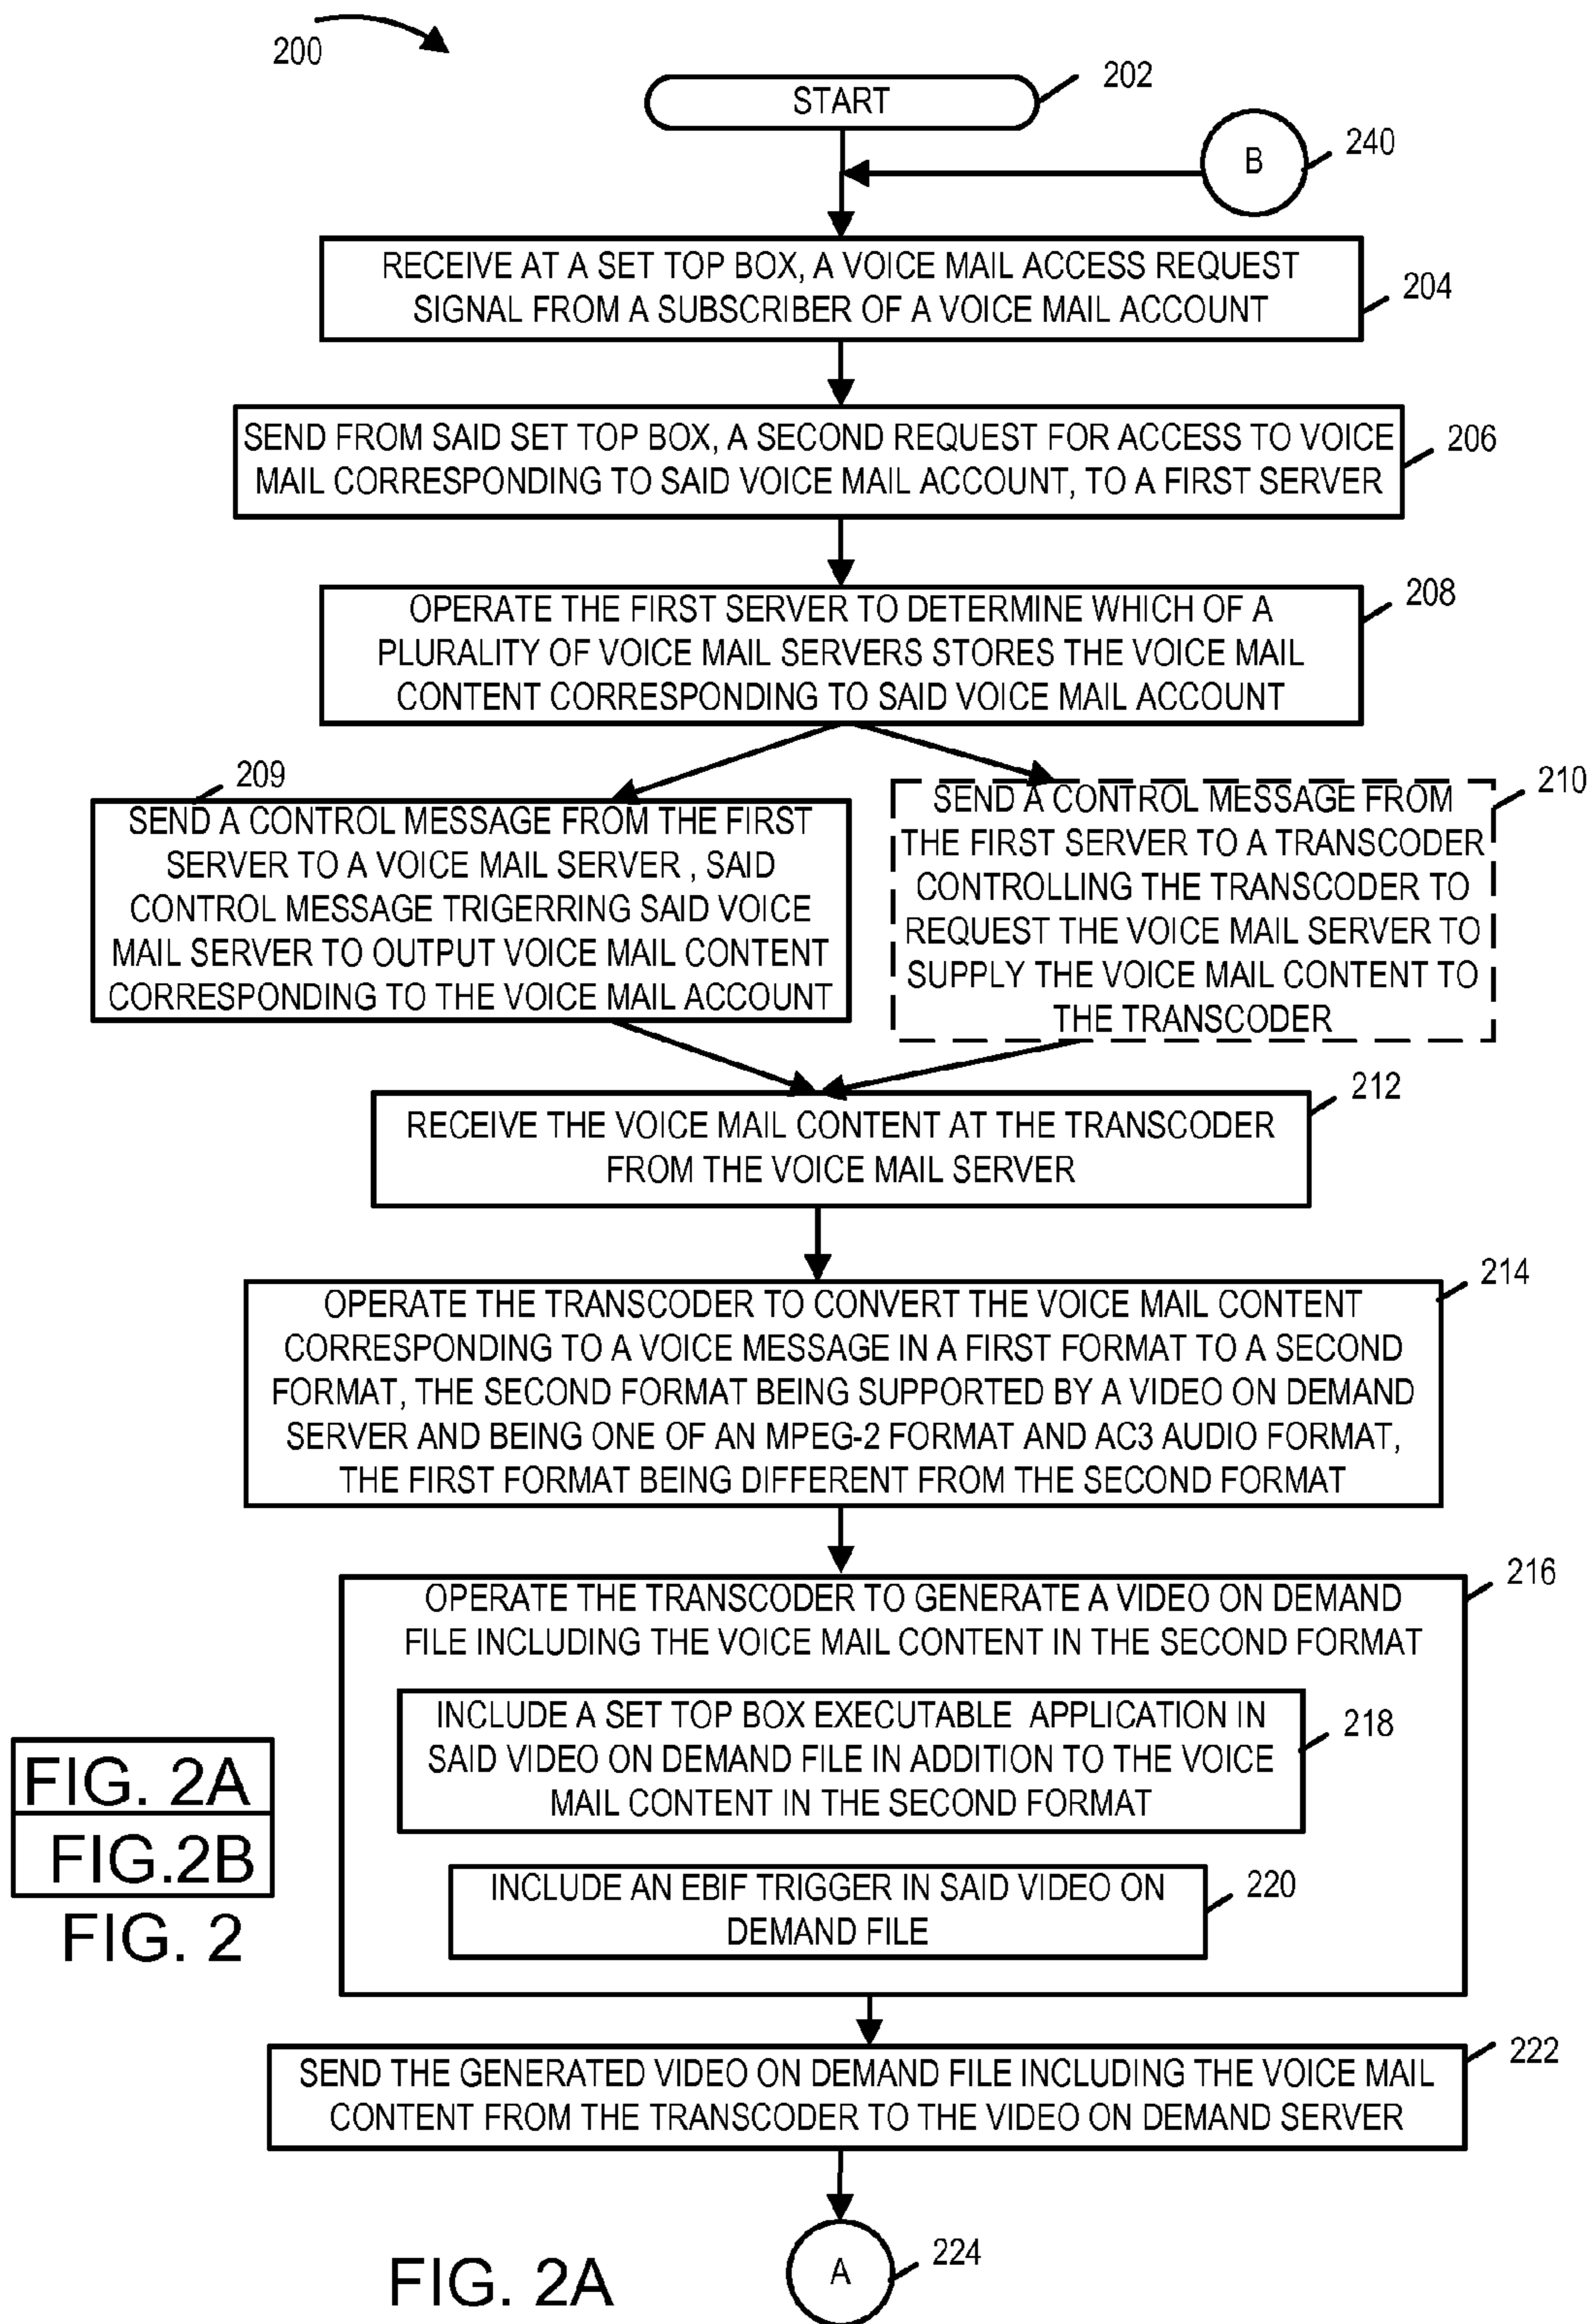 200
START
202
B
240
RECEIVE AT A SET TOP BOX, A VOICE MAIL ACCESS REQUEST
SIGNAL FROM A SUBSCRIBER OF A VOICE MAIL ACCOUNT
204
SEND FROM SAID SET TOP BOX, A SECOND REQUEST FOR ACCESS TO VOICE
MAIL CORRESPONDING TO SAID VOICE MAIL ACCOUNT, TO A FIRST SERVER
206
OPERATE THE FIRST SERVER TO DETERMINE WHICH OF A
PLURALITY OF VOICE MAIL SERVERS STORES THE VOICE MAIL
CONTENT CORRESPONDING TO SAID VOICE MAIL ACCOUNT
208
209
SEND A CONTROL MESSAGE FROM THE FIRST
SERVER TO A VOICE MAIL SERVER , SAID
CONTROL MESSAGE TRIGERRING SAID VOICE
MAIL SERVER TO OUTPUT VOICE MAIL CONTENT
CORRESPONDING TO THE VOICE MAIL ACCOUNT
210
SEND A CONTROL MESSAGE FROM
THE FIRST SERVER TO A TRANSCODER
CONTROLLING THE TRANSCODER TO
REQUEST THE VOICE MAIL SERVER TO
SUPPLY THE VOICE MAIL CONTENT TO
THE TRANSCODER
212
RECEIVE THE VOICE MAIL CONTENT AT THE TRANSCODER
FROM THE VOICE MAIL SERVER
214
OPERATE THE TRANSCODER TO CONVERT THE VOICE MAIL CONTENT
CORRESPONDING TO A VOICE MESSAGE IN A FIRST FORMAT TO A SECOND
FORMAT, THE SECOND FORMAT BEING SUPPORTED BY A VIDEO ON DEMAND
SERVER AND BEING ONE OF AN MPEG-2 FORMAT AND AC3 AUDIO FORMAT,
THE FIRST FORMAT BEING DIFFERENT FROM THE SECOND FORMAT
216
OPERATE THE TRANSCODER TO GENERATE A VIDEO ON DEMAND
FILE INCLUDING THE VOICE MAIL CONTENT IN THE SECOND FORMAT
INCLUDE A SET TOP BOX EXECUTABLE APPLICATION IN
SAID VIDEO ON DEMAND FILE IN ADDITION TO THE VOICE
MAIL CONTENT IN THE SECOND FORMAT
218
INCLUDE AN EBIF TRIGGER IN SAID VIDEO ON
DEMAND FILE
220
FIG. 2A
FIG.2B
FIG. 2
SEND THE GENERATED VIDEO ON DEMAND FILE INCLUDING THE VOICE MAIL
CONTENT FROM THE TRANSCODER TO THE VIDEO ON DEMAND SERVER
222
A
224
FIG. 2A